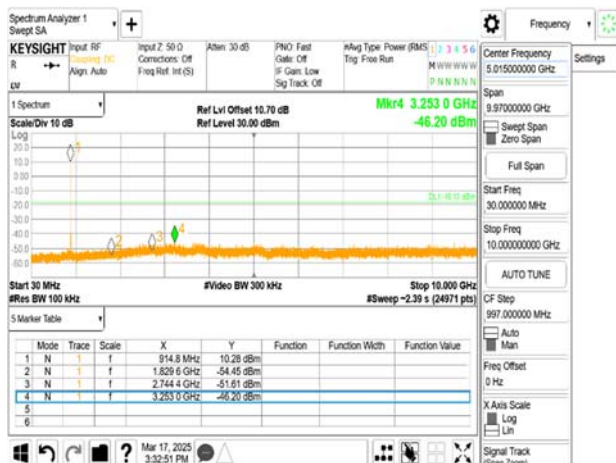 Spectrum Analyzer 1
Swept SA
+
Frequency
KEYSIGHT
Input: RF
Coupling: DC
Align: Auto
Input Z: 50 Ω
Corrections: Off
Freq Ref: Int (S)
Atten: 30 dB
PNO: Fast
Gate: Off
IF Gain: Low
Sig Track: Off
#Avg Type: Power (RMS
Trig: Free Run
1 2 3 4 5 6
M W W W W W
P N N N N N
R
Center Frequency
5.015000000 GHz
Settings
Span
9.97000000 GHz
Swept Span
Zero Span
Full Span
Start Freq
30.000000 MHz
Stop Freq
10.000000000 GHz
AUTO TUNE
CF Step
997.000000 MHz
Auto
Man
Freq Offset
0 Hz
X Axis Scale
Log
Lin
Signal Track
1 Spectrum
Scale/Div 10 dB
Ref Lvl Offset 10.70 dB
Ref Level 30.00 dBm
Mkr4 3.253 0 GHz
-46.20 dBm
Log
20.0
10.0
0.00
-10.0
-20.0
-30.0
-40.0
-50.0
-60.0
1
2
3
4
Start 30 MHz
#Res BW 100 kHz
#Video BW 300 kHz
Stop 10.000 GHz
#Sweep ~2.39 s (24971 pts)
5 Marker Table
Mode Trace Scale X Y Function Function Width Function Value
1 N 1 f 914.8 MHz 10.28 dBm
2 N 1 f 1.829 6 GHz -54.45 dBm
3 N 1 f 2.744 4 GHz -51.61 dBm
4 N 1 f 3.253 0 GHz -46.20 dBm
5
6
?
Mar 17, 2025
3:32:51 PM